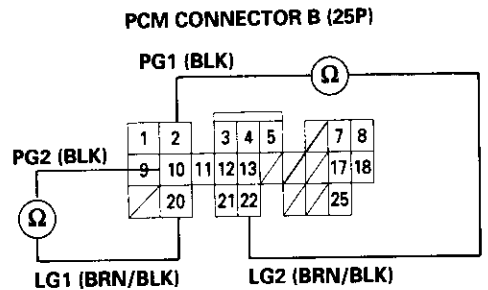 PCM CONNECTOR B (25P)
PG1 (BLK)
Ω
1 2 3 4 5 7 8
PG2 (BLK)
9 10 11 12 13 17 18
Ω
20 21 22 25
LG1 (BRN/BLK) LG2 (BRN/BLK)